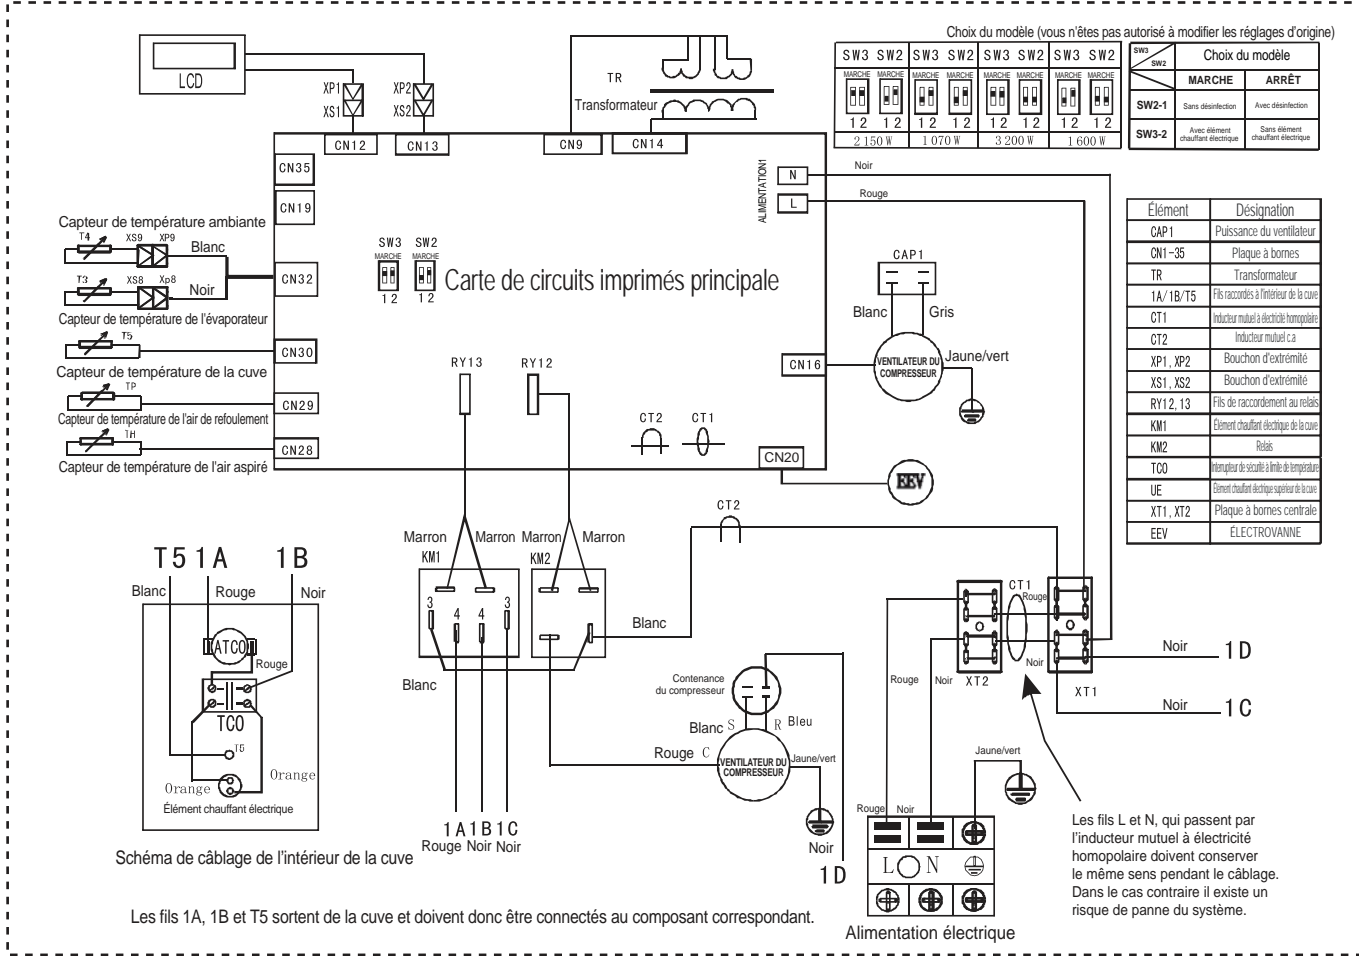 Choix du modèle (vous n'êtes pas autorisé à modifier les réglages d'origine)
SW3 SW2 SW3 SW2 SW3 SW2 SW3 SW2
MARCHE MARCHE MARCHE MARCHE MARCHE MARCHE MARCHE MARCHE
1 2 1 2 1 2 1 2 1 2 1 2 1 2 1 2
2 150 W 1 070 W 3 200 W 1 600 W
SW3 SW2 Choix du modèle
MARCHE ARRÊT
SW2-1 Sans désinfection Avec désinfection
SW3-2 Avec élément chauffant électrique Sans élément chauffant électrique
LCD
XP1 XS1
XP2 XS2
TR
Transformateur
CN12 CN13 CN9 CN14
CN35
CN19
CN32
CN30
CN29
CN28
ALIMENTATION1
N Noir
L Rouge
Capteur de température ambiante
T4 XS9 XP9 Blanc
T3 XS8 Xp8 Noir
Capteur de température de l'évaporateur
T5
Capteur de température de la cuve
TP
Capteur de température de l'air de refoulement
TH
Capteur de température de l'air aspiré
SW3 SW2
MARCHE MARCHE
1 2 1 2
Carte de circuits imprimés principale
RY13 RY12
CT2 CT1
CN16
CN20
CAP1
Blanc Gris
VENTILATEUR DU COMPRESSEUR
Jaune/vert
EEV
Élément Désignation
CAP1 Puissance du ventilateur
CN1-35 Plaque à bornes
TR Transformateur
1A/1B/T5 Fils raccordés à l'intérieur de la cuve
CT1 Inducteur mutuel à électricité homopolaire
CT2 Inducteur mutuel c.a
XP1, XP2 Bouchon d'extrémité
XS1, XS2 Bouchon d'extrémité
RY12, 13 Fils de raccordement au relais
KM1 Élément chauffant électrique de la cuve
KM2 Relais
TCO Interrupteur de sécurité à limite de température
UE Élément chauffant électrique supérieur de la cuve
XT1, XT2 Plaque à bornes centrale
EEV ÉLECTROVANNE
T5 1A 1B
Blanc Rouge Noir
ATCO
Rouge
TCO
T5
Orange Orange
Élément chauffant électrique
Schéma de câblage de l'intérieur de la cuve
Marron Marron Marron Marron
KM1 KM2
3 4 4 3
Blanc
Blanc
1A 1B 1C
Rouge Noir Noir
CT2
Contenance
du compresseur
Blanc S R Bleu
Rouge C
VENTILATEUR DU COMPRESSEUR
Jaune/vert
Noir
1D
CT1
Rouge
Noir
XT2 XT1
Rouge Noir
Noir 1D
Noir 1C
Jaune/vert
Rouge Noir
L N
Alimentation électrique
Les fils L et N, qui passent par
l'inducteur mutuel à électricité
homopolaire doivent conserver
le même sens pendant le câblage.
Dans le cas contraire il existe un
risque de panne du système.
Les fils 1A, 1B et T5 sortent de la cuve et doivent donc être connectés au composant correspondant.